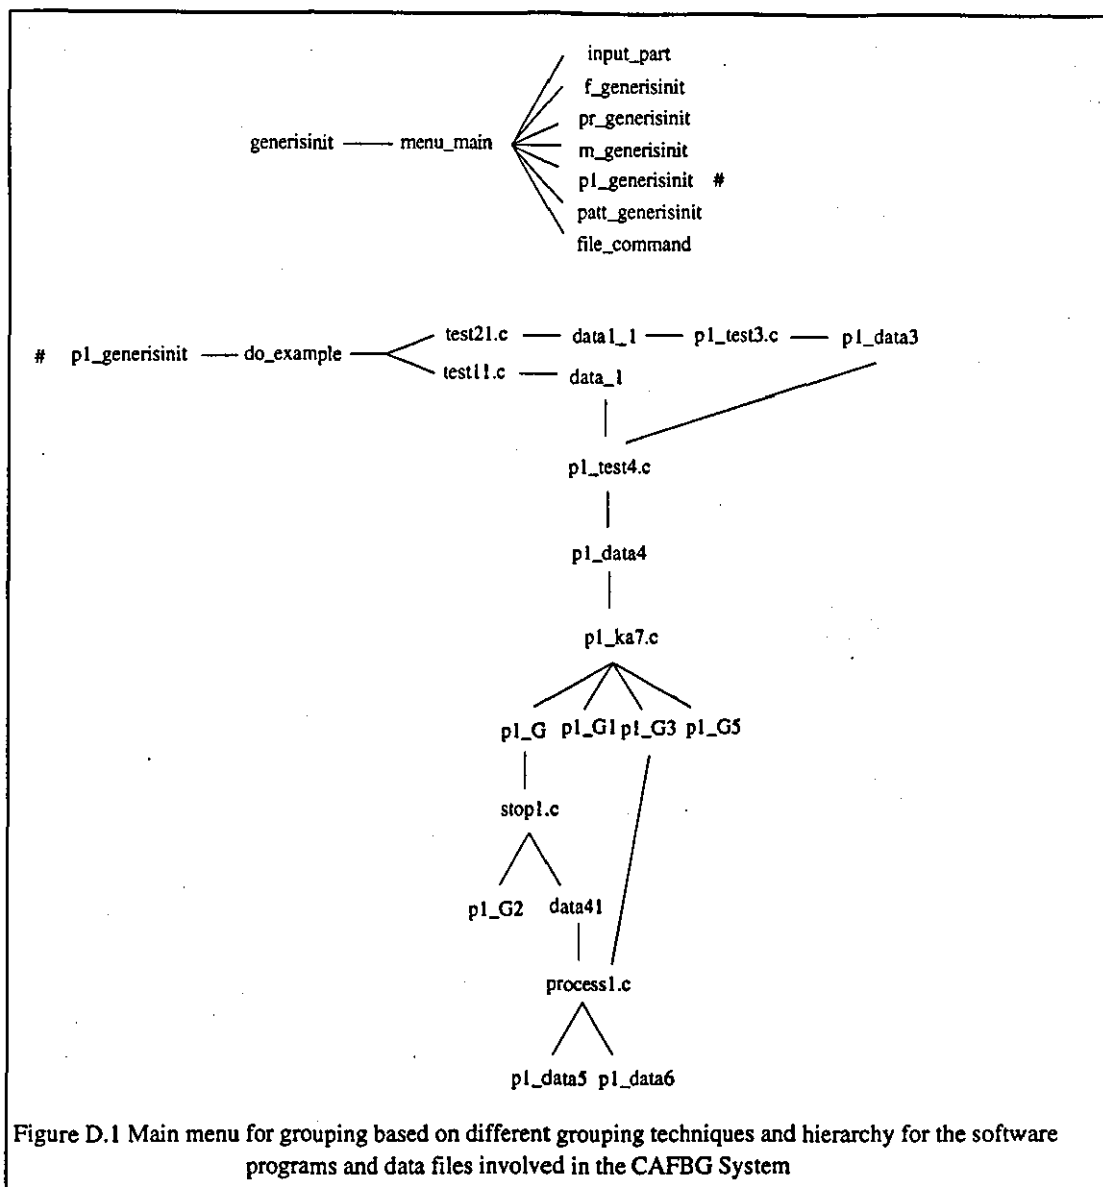 input_part
f_generisinit
pr_generisinit
generisinit menu_main m_generisinit
p1_generisinit #
patt_generisinit
file_command
test21.c data1_1 p1_test3.c p1_data3
# p1_generisinit do_example
test11.c data_1
p1_test4.c
p1_data4
p1_ka7.c
p1_G p1_G1 p1_G3 p1_G5
stop1.c
p1_G2 data41
process1.c
p1_data5 p1_data6
Figure D.1 Main menu for grouping based on different grouping techniques and hierarchy for the software
programs and data files involved in the CAFBG System